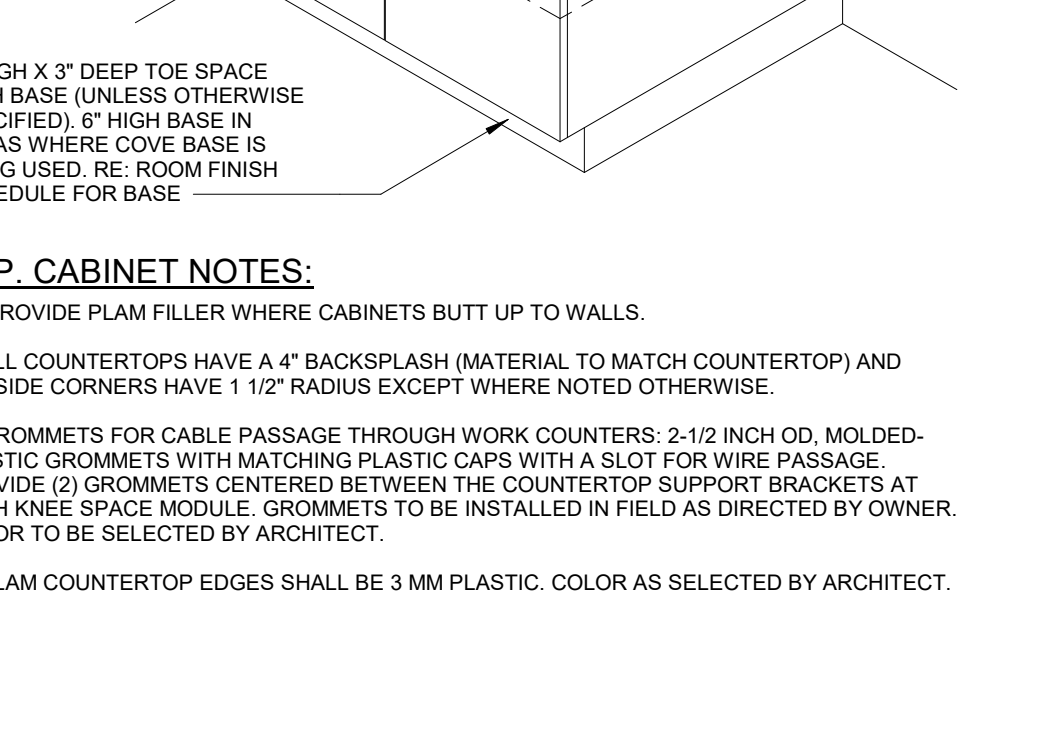 GH X 3" DEEP TOE SPACE
H BASE (UNLESS OTHERWISE
CIFIED). 6" HIGH BASE IN
AS WHERE COVE BASE IS
G USED. RE: ROOM FINISH
EDULE FOR BASE
P. CABINET NOTES:
ROVIDE PLAM FILLER WHERE CABINETS BUTT UP TO WALLS.
LL COUNTERTOPS HAVE A 4" BACKSPLASH (MATERIAL TO MATCH COUNTERTOP) AND
SIDE CORNERS HAVE 1 1/2" RADIUS EXCEPT WHERE NOTED OTHERWISE.
ROMMETS FOR CABLE PASSAGE THROUGH WORK COUNTERS: 2-1/2 INCH OD, MOLDED-
STIC GROMMETS WITH MATCHING PLASTIC CAPS WITH A SLOT FOR WIRE PASSAGE.
VIDE (2) GROMMETS CENTERED BETWEEN THE COUNTERTOP SUPPORT BRACKETS AT
H KNEE SPACE MODULE. GROMMETS TO BE INSTALLED IN FIELD AS DIRECTED BY OWNER.
OR TO BE SELECTED BY ARCHITECT.
LAM COUNTERTOP EDGES SHALL BE 3 MM PLASTIC. COLOR AS SELECTED BY ARCHITECT.